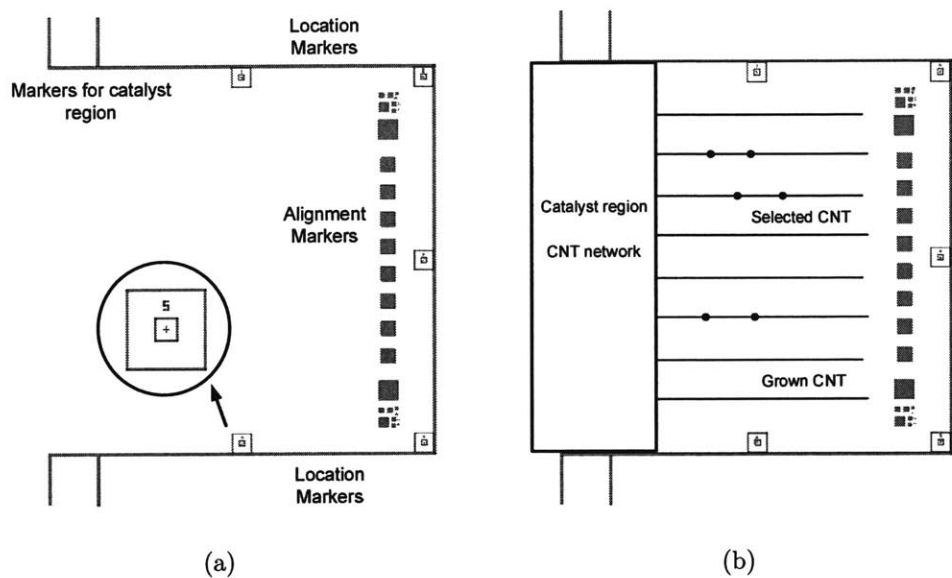 Location
Markers
Markers for catalyst
region
Alignment
Markers
5
Location
Markers
(a)
Catalyst region
CNT network
Selected CNT
Grown CNT
(b)